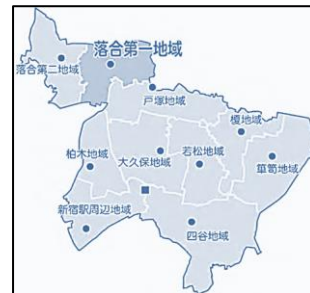 落合第一地域
落合第二地域
戸塚地域
榎地域
柏木地域
大久保地域
若松地域
箪笥地域
新宿駅周辺地域
四谷地域